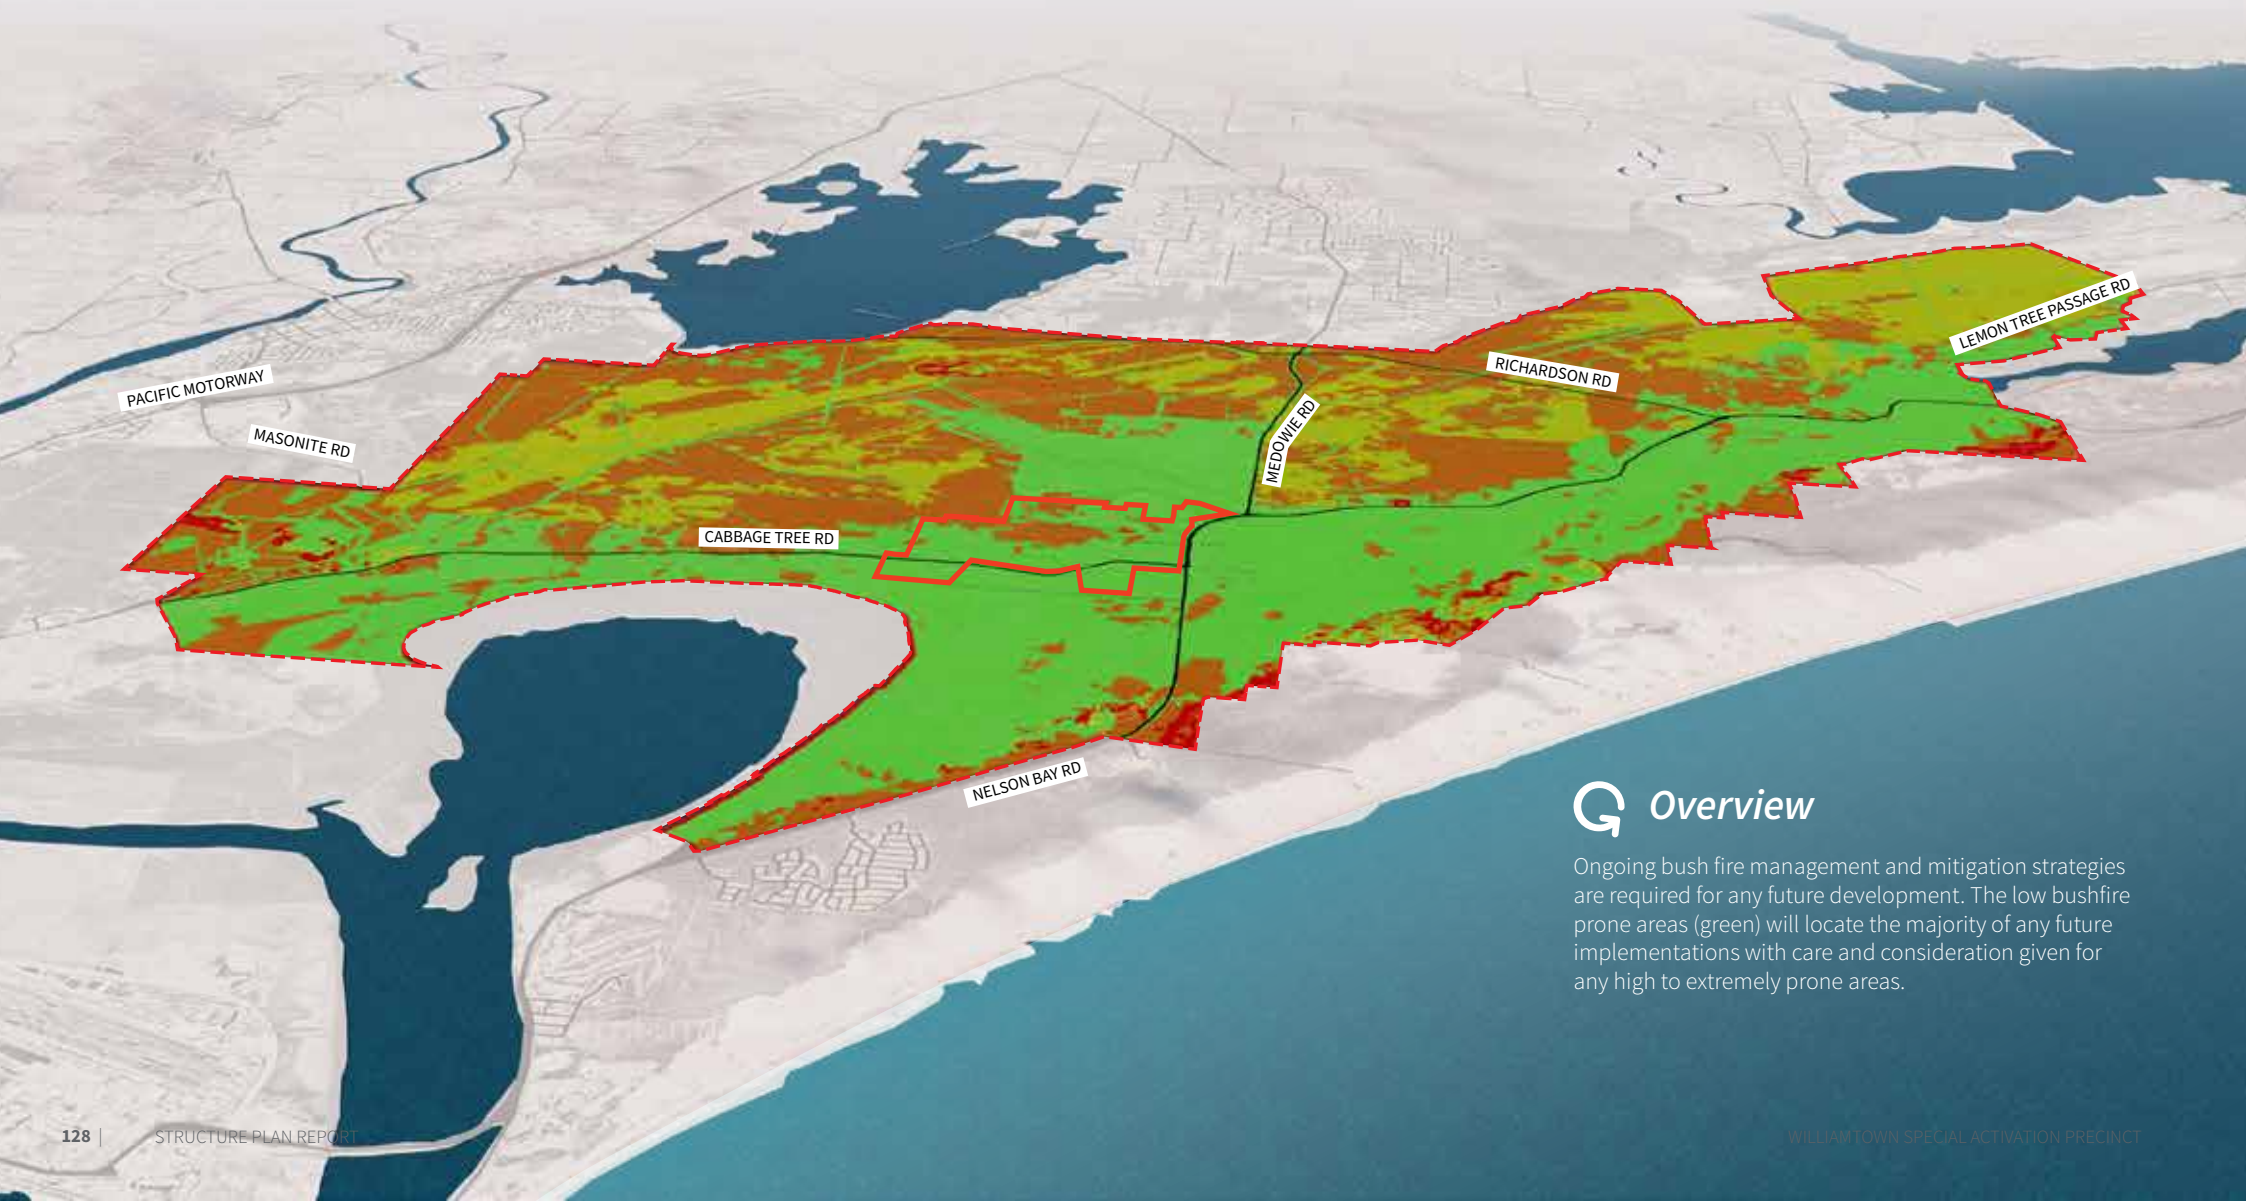 PACIFIC MOTORWAY
MASONITE RD
CABBAGE TREE RD
MEDOWIE RD
RICHARDSON RD
LEMON TREE PASSAGE RD
NELSON BAY RD
Overview
Ongoing bush fire management and mitigation strategies
are required for any future development. The low bushfire
prone areas (green) will locate the majority of any future
implementations with care and consideration given for
any high to extremely prone areas.
128 | STRUCTURE PLAN REPORT
WILLIAMTOWN SPECIAL ACTIVATION PRECINCT